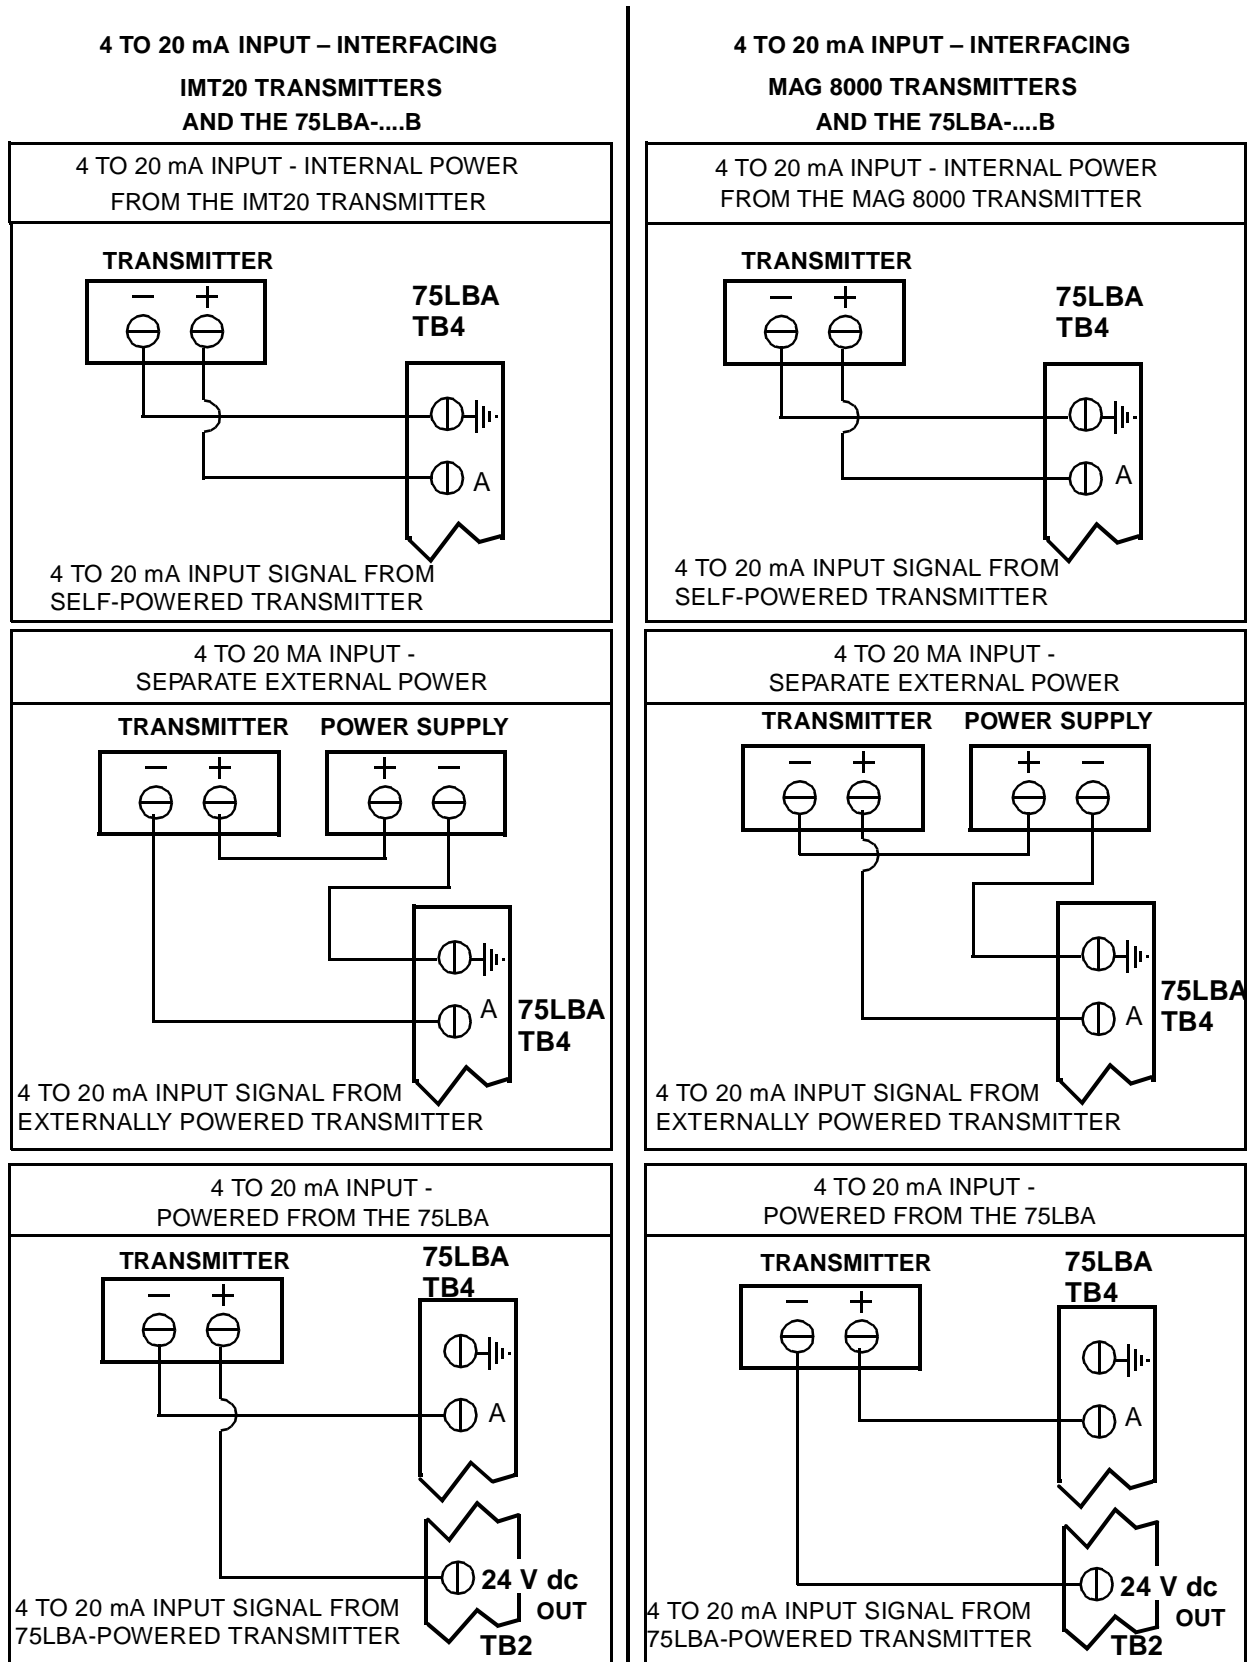 4 TO 20 mA INPUT – INTERFACING
IMT20 TRANSMITTERS
AND THE 75LBA-....B
4 TO 20 mA INPUT - INTERNAL POWER
FROM THE IMT20 TRANSMITTER
TRANSMITTER
− +
75LBA
TB4
A
4 TO 20 mA INPUT SIGNAL FROM
SELF-POWERED TRANSMITTER
4 TO 20 MA INPUT -
SEPARATE EXTERNAL POWER
TRANSMITTER POWER SUPPLY
− + + −
A
75LBA
TB4
4 TO 20 mA INPUT SIGNAL FROM
EXTERNALLY POWERED TRANSMITTER
4 TO 20 mA INPUT -
POWERED FROM THE 75LBA
TRANSMITTER
− +
75LBA
TB4
A
24 V dc
OUT
TB2
4 TO 20 mA INPUT SIGNAL FROM
75LBA-POWERED TRANSMITTER
4 TO 20 mA INPUT – INTERFACING
MAG 8000 TRANSMITTERS
AND THE 75LBA-....B
4 TO 20 mA INPUT - INTERNAL POWER
FROM THE MAG 8000 TRANSMITTER
TRANSMITTER
− +
75LBA
TB4
A
4 TO 20 mA INPUT SIGNAL FROM
SELF-POWERED TRANSMITTER
4 TO 20 MA INPUT -
SEPARATE EXTERNAL POWER
TRANSMITTER POWER SUPPLY
− + + −
A
75LBA
TB4
4 TO 20 mA INPUT SIGNAL FROM
EXTERNALLY POWERED TRANSMITTER
4 TO 20 mA INPUT -
POWERED FROM THE 75LBA
TRANSMITTER
− +
75LBA
TB4
A
24 V dc
OUT
TB2
4 TO 20 mA INPUT SIGNAL FROM
75LBA-POWERED TRANSMITTER